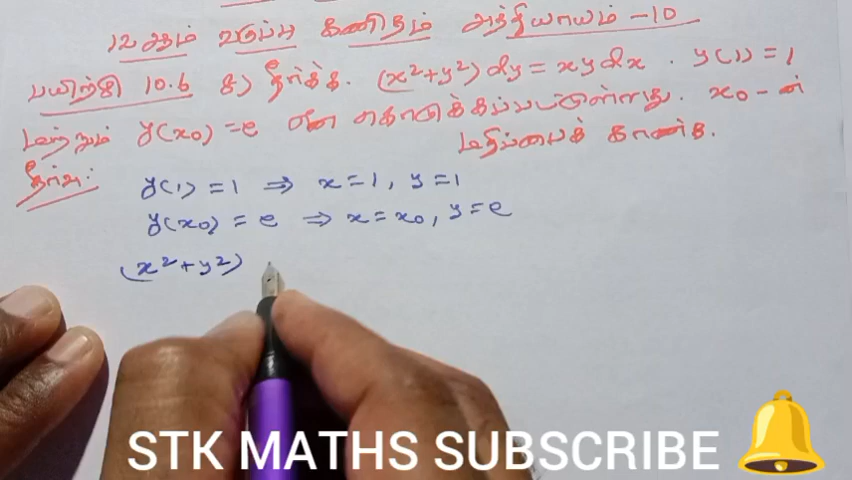 12 ஆம் வகுப்பு கணிதம் அத்தியாயம் -10
பயிற்சி 10.6 8) தீர்க்க. (x²+y²) dy = xy dx . y(1) = 1
மற்றும் y(x₀) = e என கொடுக்கப்பட்டுள்ளது. x₀ - ன்
மதிப்பைக் காண்க.
தீர்வு:
y(1) = 1 ⇒ x = 1, y = 1
y(x₀) = e ⇒ x = x₀, y = e
(x²+y²)
STK MATHS SUBSCRIBE